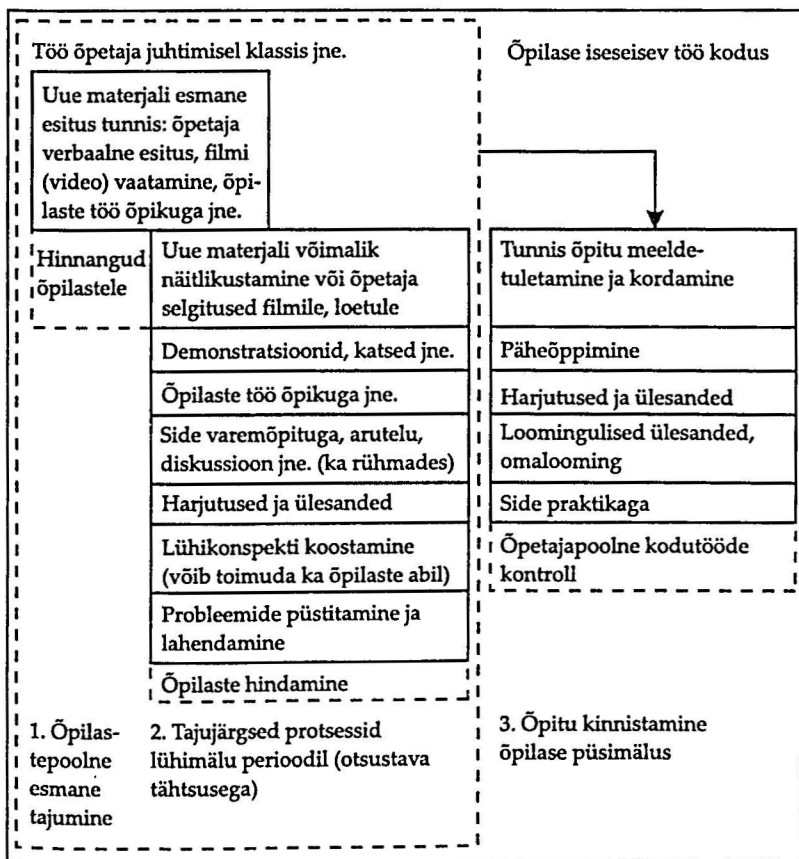 Töö õpetaja juhtimisel klassis jne.
Uue materjali esmane
esitus tunnis: õpetaja
verbaalne esitus, filmi
(video) vaatamine, õpi-
laste töö õpikuga jne.
Hinnangud
õpilastele
Uue materjali võimalik
näitlikustamine või õpetaja
selgitused filmile, loetule
Demonstratsioonid, katsed jne.
Õpilaste töö õpikuga jne.
Side varemõpituga, arutelu,
diskussioon jne. (ka rühmades)
Harjutused ja ülesanded
Lühikonspekti koostamine
(võib toimuda ka õpilaste abil)
Probleemide püstitamine ja
lahendamine
Õpilaste hindamine
1. Õpilas-
tepoolne
esmane
tajumine
2. Tajujärgsed protsessid
lühimälu perioodil (otsustava
tähtsusega)
Õpilase iseseisev töö kodus
Tunnis õpitu meelde-
tuletamine ja kordamine
Päheõppimine
Harjutused ja ülesanded
Loomingulised ülesanded,
omalooming
Side praktikaga
Õpetajapoolne kodutööde
kontroll
3. Õpitu kinnistamine
õpilase püsimälus